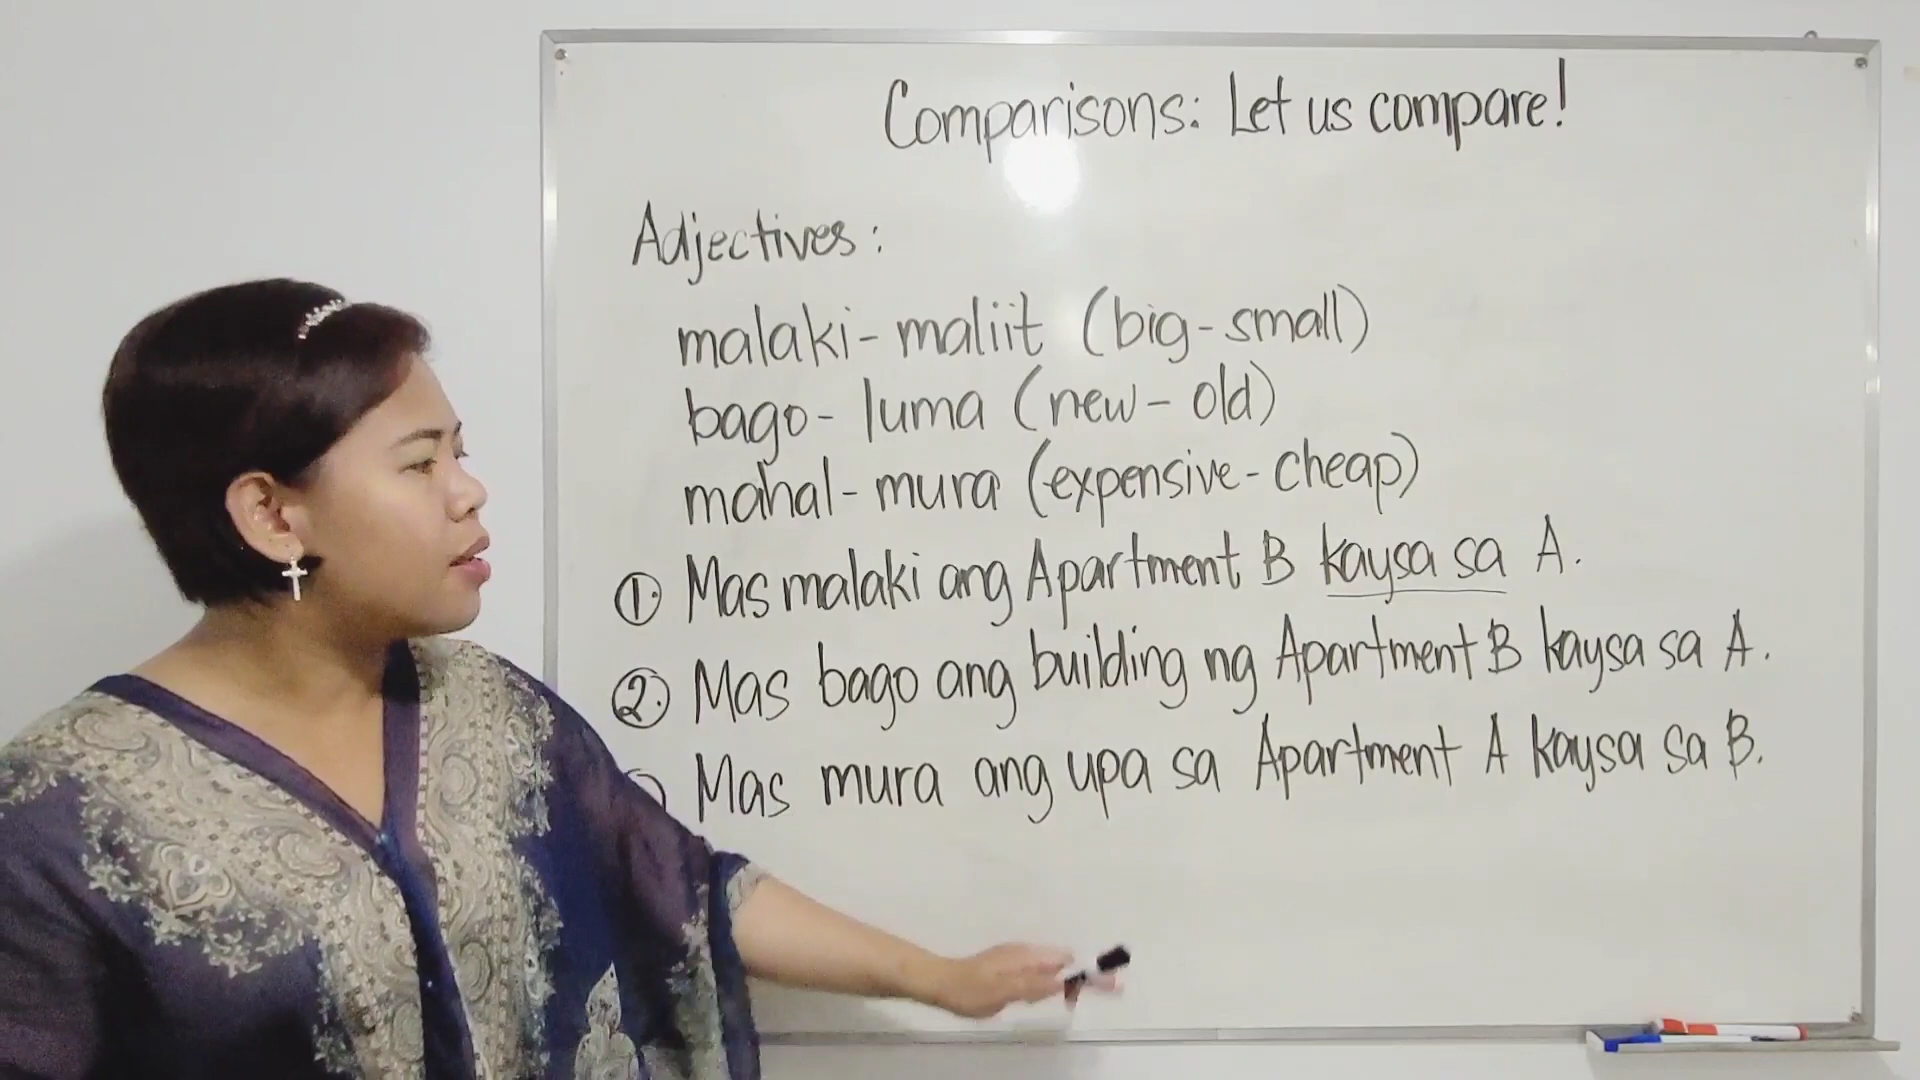 Comparisons: Let us compare!
Adjectives:
malaki - maliit (big - small)
bago - luma (new - old)
mahal - mura (expensive - cheap)
① Mas malaki ang Apartment B kaysa sa A.
② Mas bago ang building ng Apartment B kaysa sa A.
Mas mura ang upa sa Apartment A kaysa sa B.